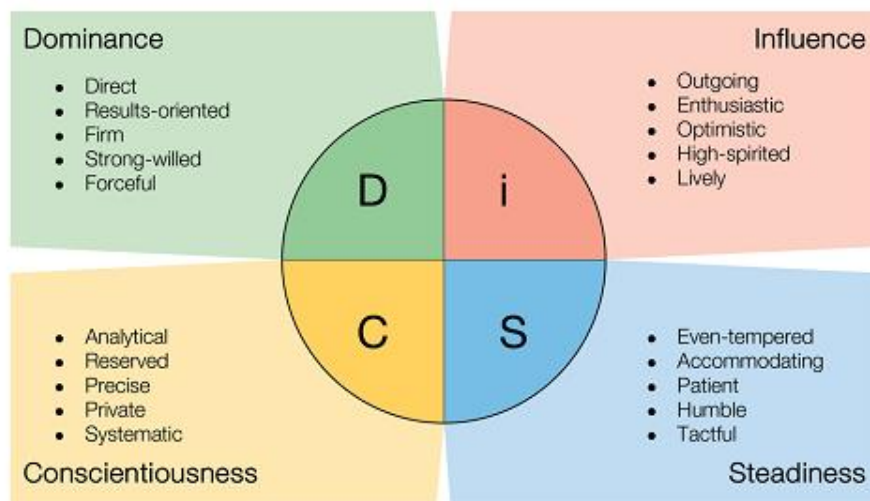 Dominance
• Direct
• Results-oriented
• Firm
• Strong-willed
• Forceful
Influence
• Outgoing
• Enthusiastic
• Optimistic
• High-spirited
• Lively
D
i
C
S
• Analytical
• Reserved
• Precise
• Private
• Systematic
Conscientiousness
• Even-tempered
• Accommodating
• Patient
• Humble
• Tactful
Steadiness